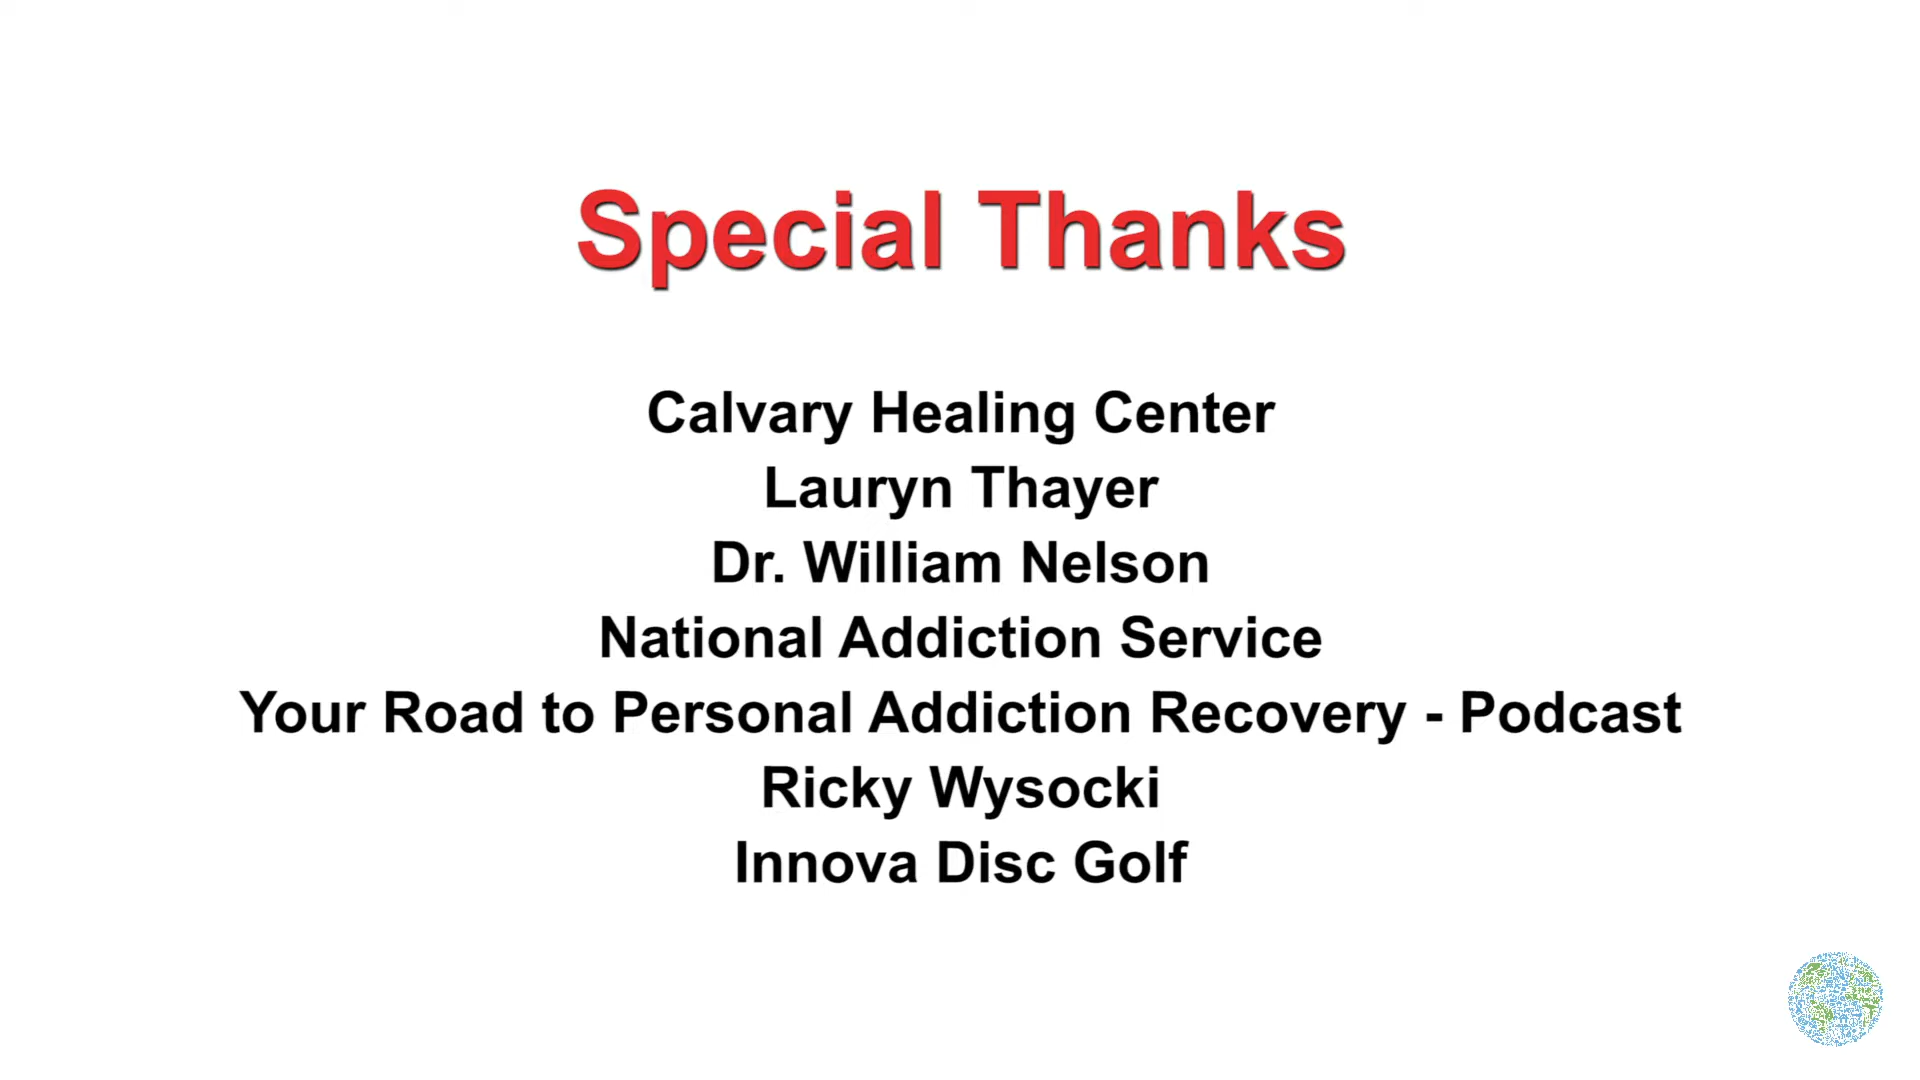 Special Thanks
Calvary Healing Center
Lauryn Thayer
Dr. William Nelson
National Addiction Service
Your Road to Personal Addiction Recovery - Podcast
Ricky Wysocki
Innova Disc Golf